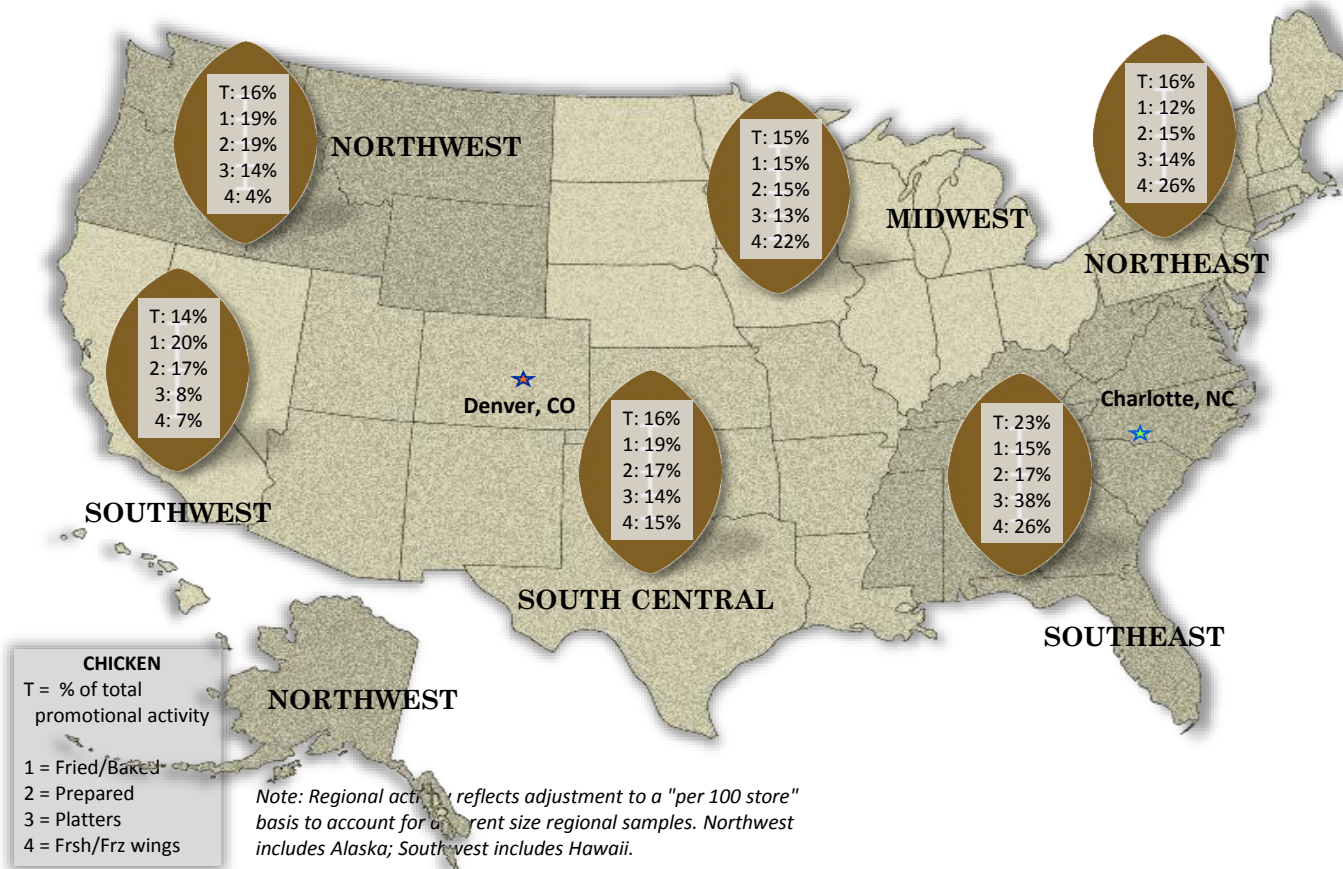 T: 16%
1: 19%
2: 19%
3: 14%
4: 4%
NORTHWEST
T: 15%
1: 15%
2: 15%
3: 13%
4: 22%
MIDWEST
T: 16%
1: 12%
2: 15%
3: 14%
4: 26%
NORTHEAST
T: 14%
1: 20%
2: 17%
3: 8%
4: 7%
SOUTHWEST
Denver, CO
T: 16%
1: 19%
2: 17%
3: 14%
4: 15%
SOUTH CENTRAL
Charlotte, NC
T: 23%
1: 15%
2: 17%
3: 38%
4: 26%
SOUTHEAST
NORTHWEST
CHICKEN
T = % of total
promotional activity
1 = Fried/Baked
2 = Prepared
3 = Platters
4 = Frsh/Frz wings
Note: Regional reflects adjustment to a "per 100 store"
basis to account for size regional samples. Northwest
includes Alaska; Southwest includes Hawaii.